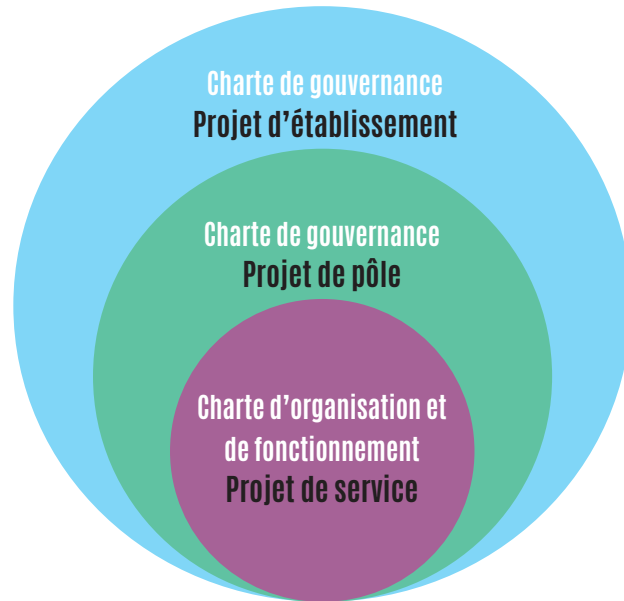 Charte de gouvernance
Projet d’établissement
Charte de gouvernance
Projet de pôle
Charte d’organisation et
de fonctionnement
Projet de service